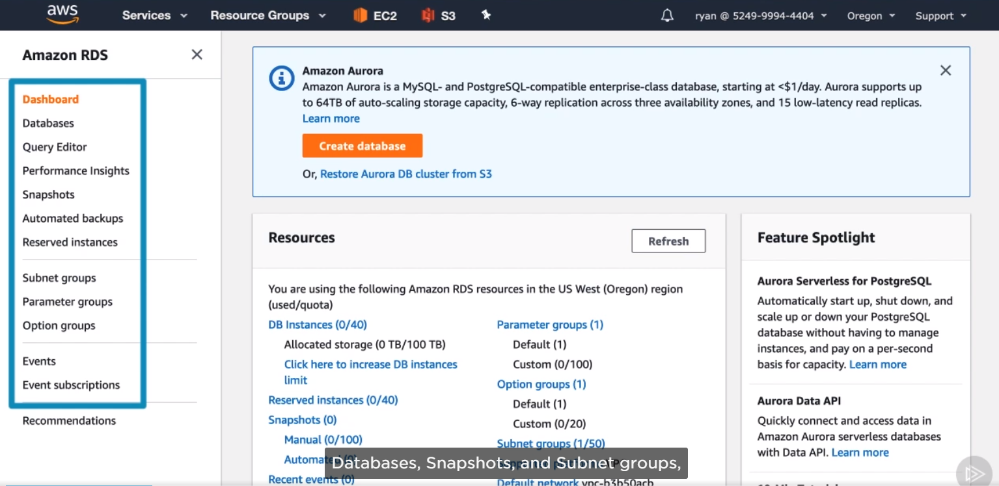 aws
Services
Resource Groups
EC2
S3
ryan @ 5249-9994-4404
Oregon
Support
Amazon RDS
Dashboard
Databases
Query Editor
Performance Insights
Snapshots
Automated backups
Reserved instances
Subnet groups
Parameter groups
Option groups
Events
Event subscriptions
Recommendations
Amazon Aurora
Amazon Aurora is a MySQL- and PostgreSQL-compatible enterprise-class database, starting at <$1/day. Aurora supports up
to 64TB of auto-scaling storage capacity, 6-way replication across three availability zones, and 15 low-latency read replicas.
Learn more
Create database
Or, Restore Aurora DB cluster from S3
Resources
Refresh
You are using the following Amazon RDS resources in the US West (Oregon) region
(used/quota)
DB Instances (0/40)
Allocated storage (0 TB/100 TB)
Click here to increase DB instances
limit
Reserved instances (0/40)
Snapshots (0)
Manual (0/100)
Automated (0)
Recent events (0)
Parameter groups (1)
Default (1)
Custom (0/100)
Option groups (1)
Default (1)
Custom (0/20)
Subnet groups (1/50)
Default network vpc-b3b50acb
Feature Spotlight
Aurora Serverless for PostgreSQL
Automatically start up, shut down, and
scale up or down your PostgreSQL
database without having to manage
instances, and pay on a per-second
basis for capacity. Learn more
Aurora Data API
Quickly connect and access data in
Amazon Aurora serverless databases
with Data API. Learn more
Databases, Snapshots, and Subnet groups,